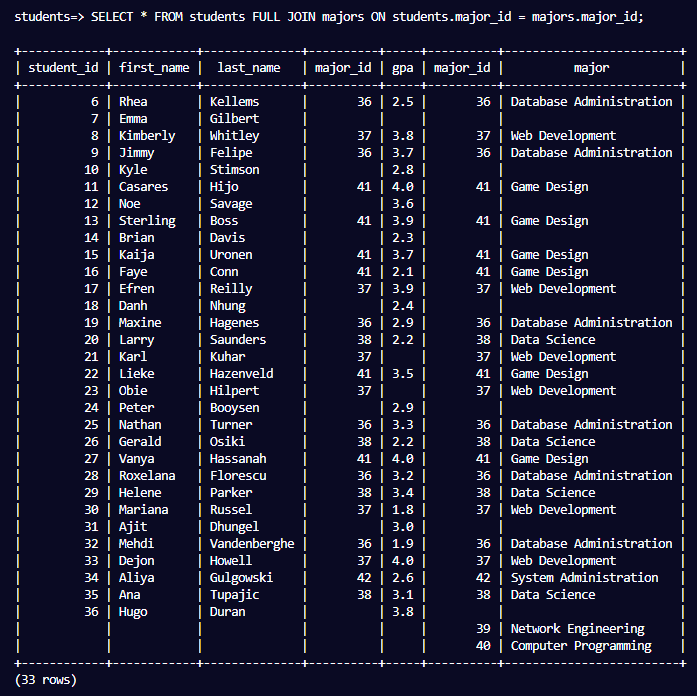 students=> SELECT * FROM students FULL JOIN majors ON students.major_id = majors.major_id;
+------------+------------+--------------+----------+-----+----------+-------------------------+
| student_id | first_name | last_name | major_id | gpa | major_id | major |
+------------+------------+--------------+----------+-----+----------+-------------------------+
| 6 | Rhea | Kellems | 36 | 2.5 | 36 | Database Administration |
| 7 | Emma | Gilbert | | | | |
| 8 | Kimberly | Whitley | 37 | 3.8 | 37 | Web Development |
| 9 | Jimmy | Felipe | 36 | 3.7 | 36 | Database Administration |
| 10 | Kyle | Stimson | | 2.8 | | |
| 11 | Casares | Hijo | 41 | 4.0 | 41 | Game Design |
| 12 | Noe | Savage | | 3.6 | | |
| 13 | Sterling | Boss | 41 | 3.9 | 41 | Game Design |
| 14 | Brian | Davis | | 2.3 | | |
| 15 | Kaija | Uronen | 41 | 3.7 | 41 | Game Design |
| 16 | Faye | Conn | 41 | 2.1 | 41 | Game Design |
| 17 | Efren | Reilly | 37 | 3.9 | 37 | Web Development |
| 18 | Danh | Nhung | | 2.4 | | |
| 19 | Maxine | Hagenes | 36 | 2.9 | 36 | Database Administration |
| 20 | Larry | Saunders | 38 | 2.2 | 38 | Data Science |
| 21 | Karl | Kuhar | 37 | | 37 | Web Development |
| 22 | Lieke | Hazenveld | 41 | 3.5 | 41 | Game Design |
| 23 | Obie | Hilpert | 37 | | 37 | Web Development |
| 24 | Peter | Booysen | | 2.9 | | |
| 25 | Nathan | Turner | 36 | 3.3 | 36 | Database Administration |
| 26 | Gerald | Osiki | 38 | 2.2 | 38 | Data Science |
| 27 | Vanya | Hassanah | 41 | 4.0 | 41 | Game Design |
| 28 | Roxelana | Florescu | 36 | 3.2 | 36 | Database Administration |
| 29 | Helene | Parker | 38 | 3.4 | 38 | Data Science |
| 30 | Mariana | Russel | 37 | 1.8 | 37 | Web Development |
| 31 | Ajit | Dhungel | | 3.0 | | |
| 32 | Mehdi | Vandenberghe | 36 | 1.9 | 36 | Database Administration |
| 33 | Dejon | Howell | 37 | 4.0 | 37 | Web Development |
| 34 | Aliya | Gulgowski | 42 | 2.6 | 42 | System Administration |
| 35 | Ana | Tupajic | 38 | 3.1 | 38 | Data Science |
| 36 | Hugo | Duran | | 3.8 | | |
| | | | | | 39 | Network Engineering |
| | | | | | 40 | Computer Programming |
+------------+------------+--------------+----------+-----+----------+-------------------------+
(33 rows)